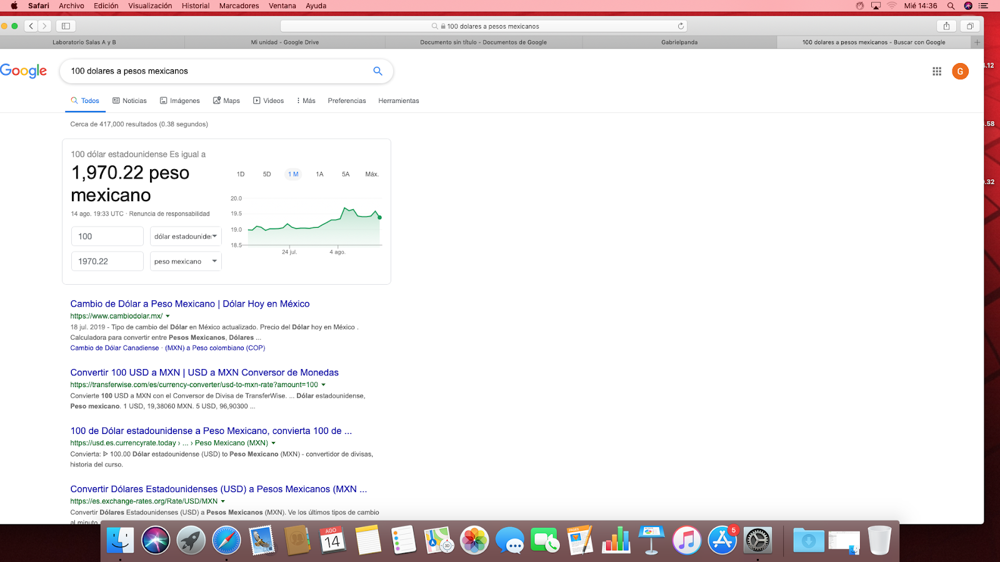 Safari Archivo Edición Visualización Historial Marcadores Ventana Ayuda Mié 14:36
100 dolares a pesos mexicanos
Laboratorio Salas A y B Mi unidad - Google Drive Documento sin título - Documentos de Google Gabrielpanda 100 dolares a pesos mexicanos - Buscar con Google +
Google 100 dolares a pesos mexicanos G
Todos Noticias Imágenes Maps Videos Más Preferencias Herramientas
Cerca de 417,000 resultados (0.38 segundos)
100 dólar estadounidense Es igual a
1,970.22 peso
mexicano
14 ago. 19:33 UTC · Renuncia de responsabilidad
100 dólar estadounide
1970.22 peso mexicano
1D 5D 1 M 1A 5A Máx.
20.0
19.5
19.0
18.5
24 jul. 4 ago.
Cambio de Dólar a Peso Mexicano | Dólar Hoy en México
https://www.cambiodolar.mx/
18 jul. 2019 - Tipo de cambio del Dólar en México actualizado. Precio del Dólar hoy en México .
Calculadora para convertir entre Pesos Mexicanos, Dólares ...
Cambio de Dólar Canadiense · (MXN) a Peso colombiano (COP)
Convertir 100 USD a MXN | USD a MXN Conversor de Monedas
https://transferwise.com/es/currency-converter/usd-to-mxn-rate?amount=100
Convierte 100 USD a MXN con el Conversor de Divisa de TransferWise. ... Dólar estadounidense,
Peso mexicano. 1 USD, 19,38060 MXN. 5 USD, 96,90300 ...
100 de Dólar estadounidense a Peso Mexicano, convierta 100 de ...
https://usd.es.currencyrate.today › ... › Peso Mexicano (MXN)
Convierta: ᐈ 100.00 Dólar estadounidense (USD) to Peso Mexicano (MXN) - convertidor de divisas,
historia del curso.
Convertir Dólares Estadounidenses (USD) a Pesos Mexicanos (MXN ...
https://es.exchange-rates.org/Rate/USD/MXN
Convertir Dólares Estadounidenses (USD) a Pesos Mexicanos (MXN). Ve los últimos tipos de cambio
al minuto
.12
.58
.32
AGO
14
3D
PAGES
5